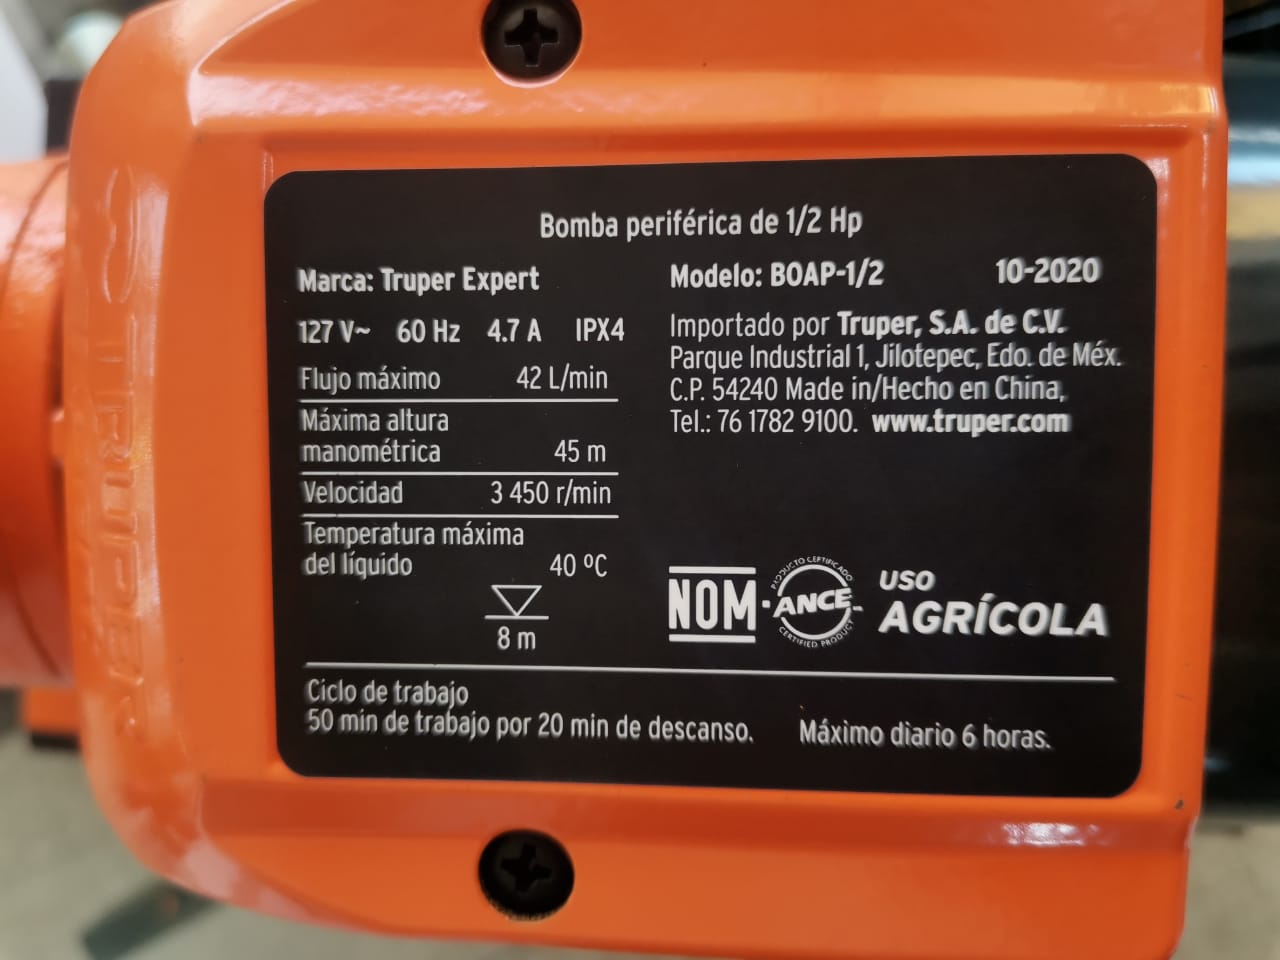 TRUPER
Bomba periférica de 1/2 Hp
Marca: Truper Expert
127 V~ 60 Hz 4.7 A IPX4
Flujo máximo 42 L/min
Máxima altura
manométrica 45 m
Velocidad 3 450 r/min
Temperatura máxima
del líquido 40 ºC
8 m
Modelo: BOAP-1/2 10-2020
Importado por Truper, S.A. de C.V.
Parque Industrial 1, Jilotepec, Edo. de Méx.
C.P. 54240 Made in/Hecho en China,
Tel.: 76 1782 9100. www.truper.com
NOM-ANCE
PRODUCTO CERTIFICADO
CERTIFIED PRODUCT
USO
AGRÍCOLA
Ciclo de trabajo
50 min de trabajo por 20 min de descanso. Máximo diario 6 horas.